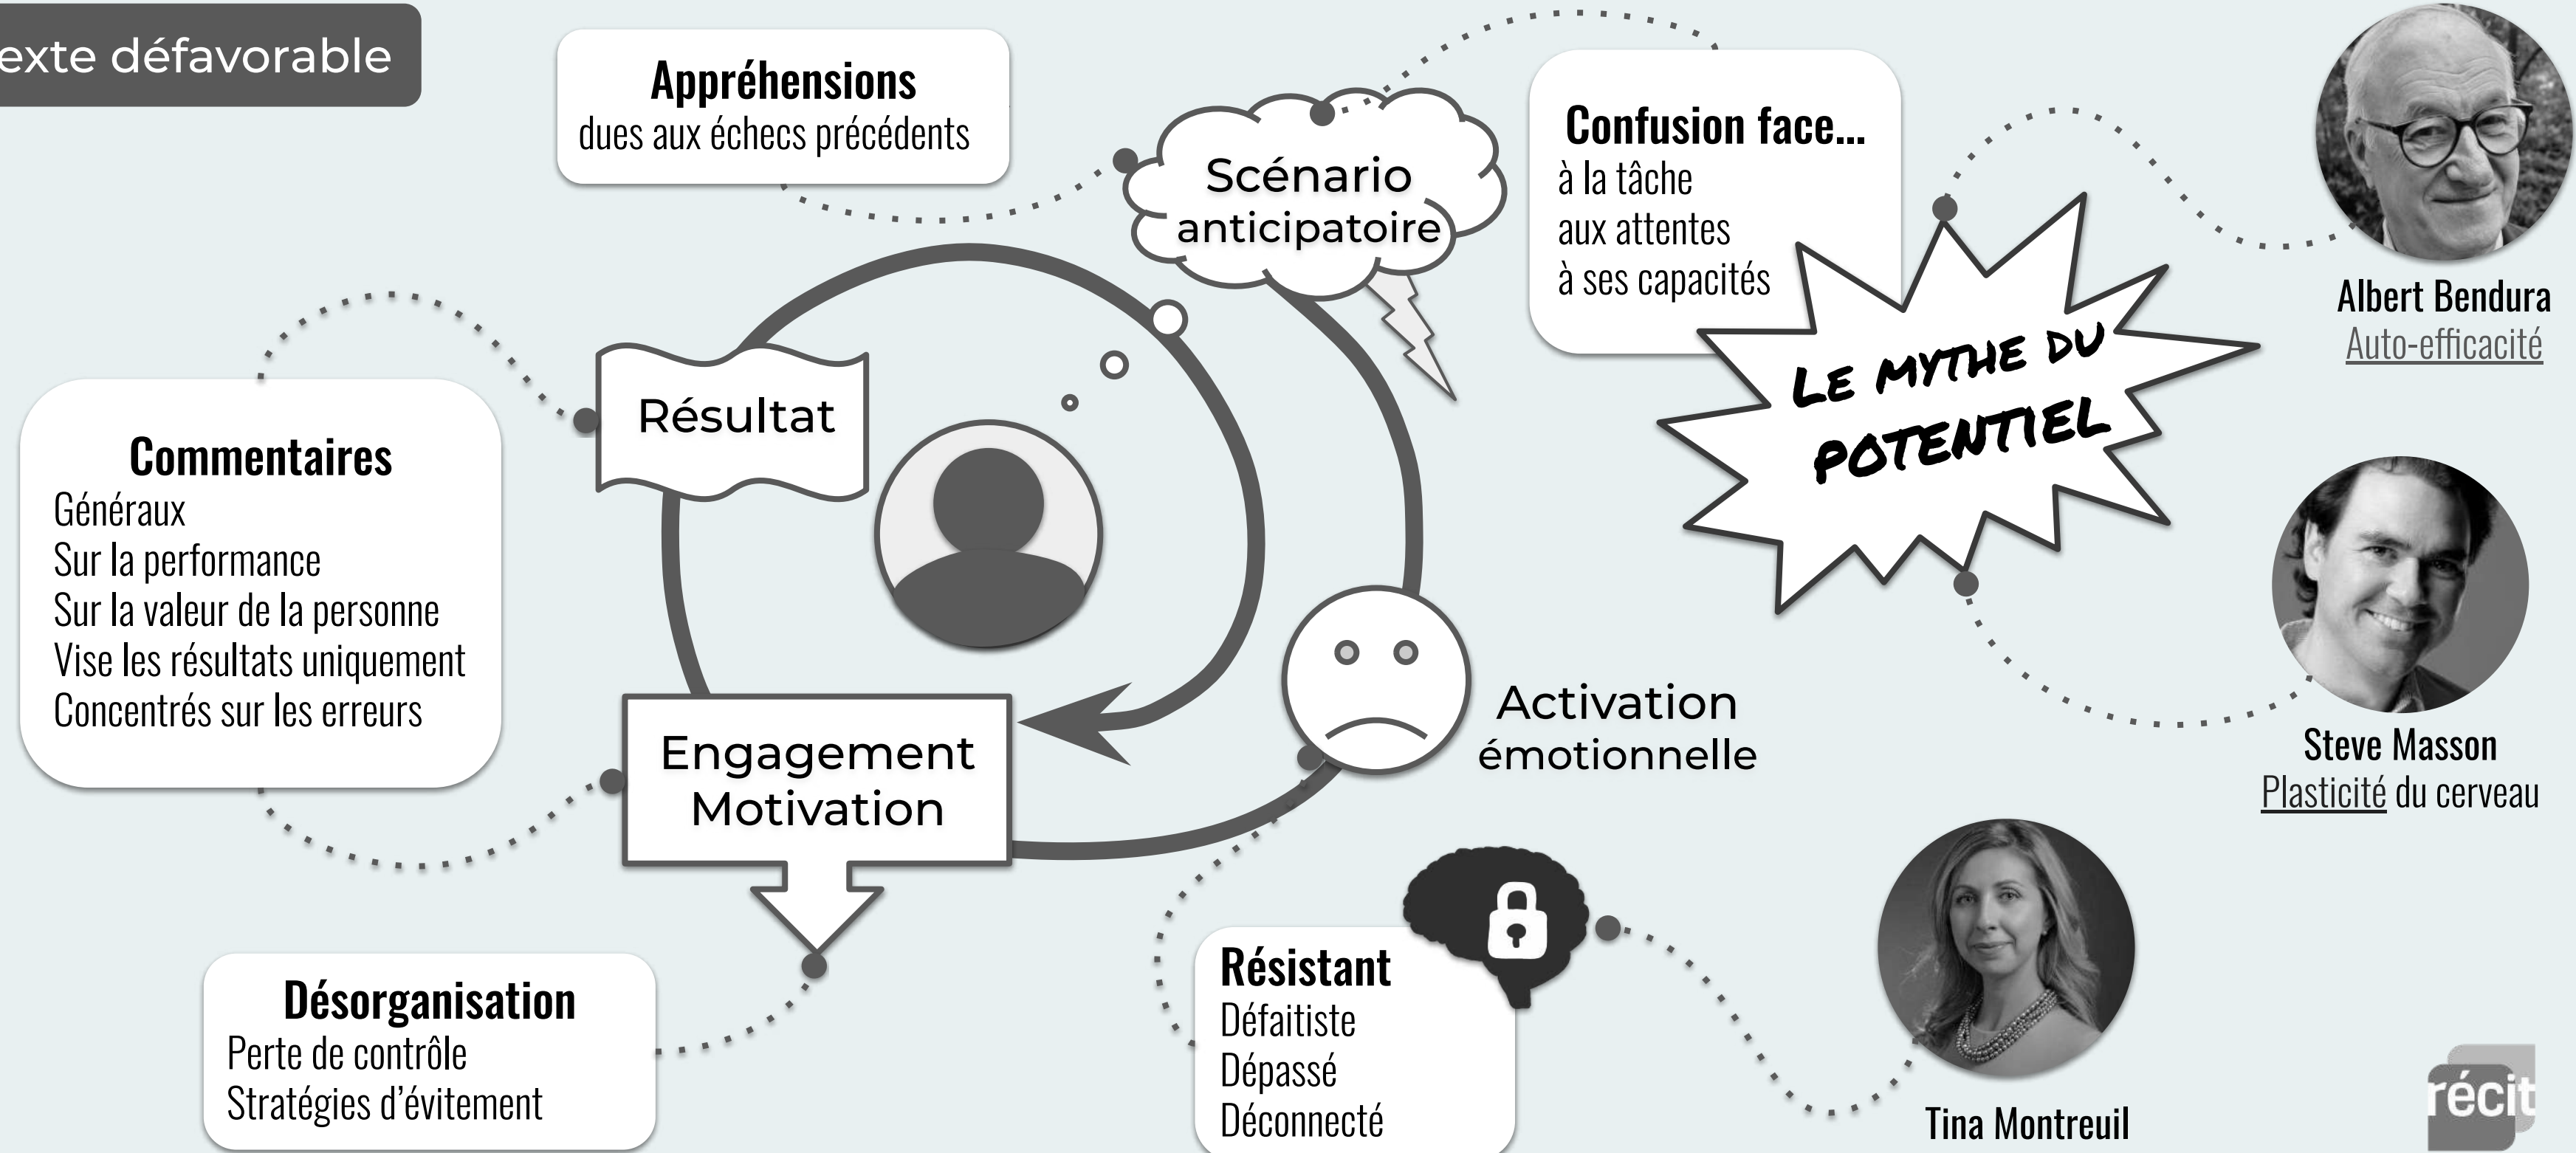 exte défavorable
Appréhensions
dues aux échecs précédents
Scénario
anticipatoire
Confusion face...
à la tâche
aux attentes
à ses capacités
LE MYTHE DU
POTENTIEL
Albert Bendura
Auto-efficacité
Résultat
Commentaires
Généraux
Sur la performance
Sur la valeur de la personne
Vise les résultats uniquement
Concentrés sur les erreurs
Engagement
Motivation
Activation
émotionnelle
Steve Masson
Plasticité du cerveau
Désorganisation
Perte de contrôle
Stratégies d'évitement
Résistant
Défaitiste
Dépassé
Déconnecté
Tina Montreuil
récit